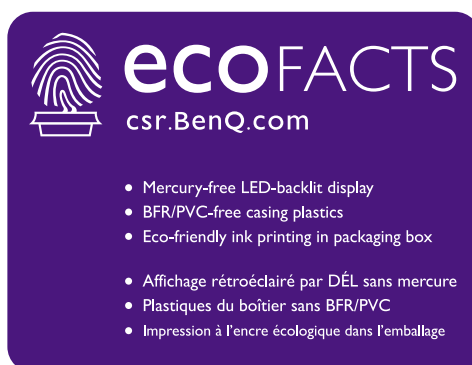 ecoFACTS
csr.BenQ.com
• Mercury-free LED-backlit display
• BFR/PVC-free casing plastics
• Eco-friendly ink printing in packaging box
• Affichage rétroéclairé par DÉL sans mercure
• Plastiques du boîtier sans BFR/PVC
• Impression à l'encre écologique dans l'emballage